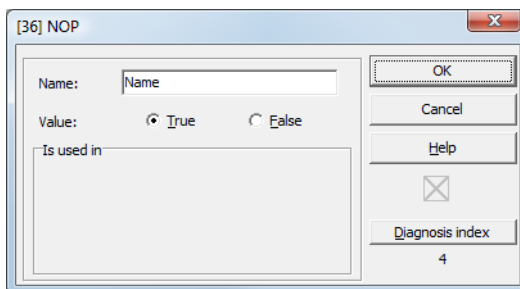 [36] NOP
Name: Name
Value: True False
Is used in
OK
Cancel
Help
Diagnosis index
4